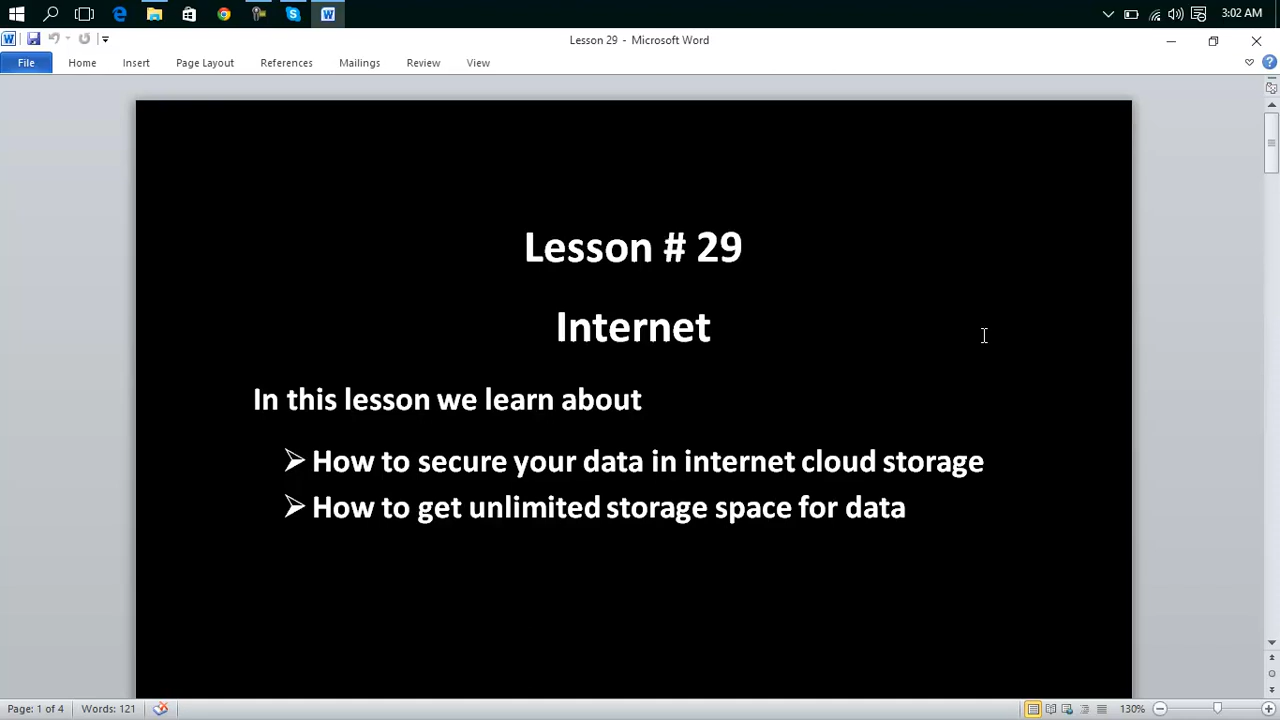 3:02 AM
Lesson 29 - Microsoft Word
File Home Insert Page Layout References Mailings Review View
Lesson # 29
Internet
In this lesson we learn about
➢ How to secure your data in internet cloud storage
➢ How to get unlimited storage space for data
Page: 1 of 4 Words: 121 130%